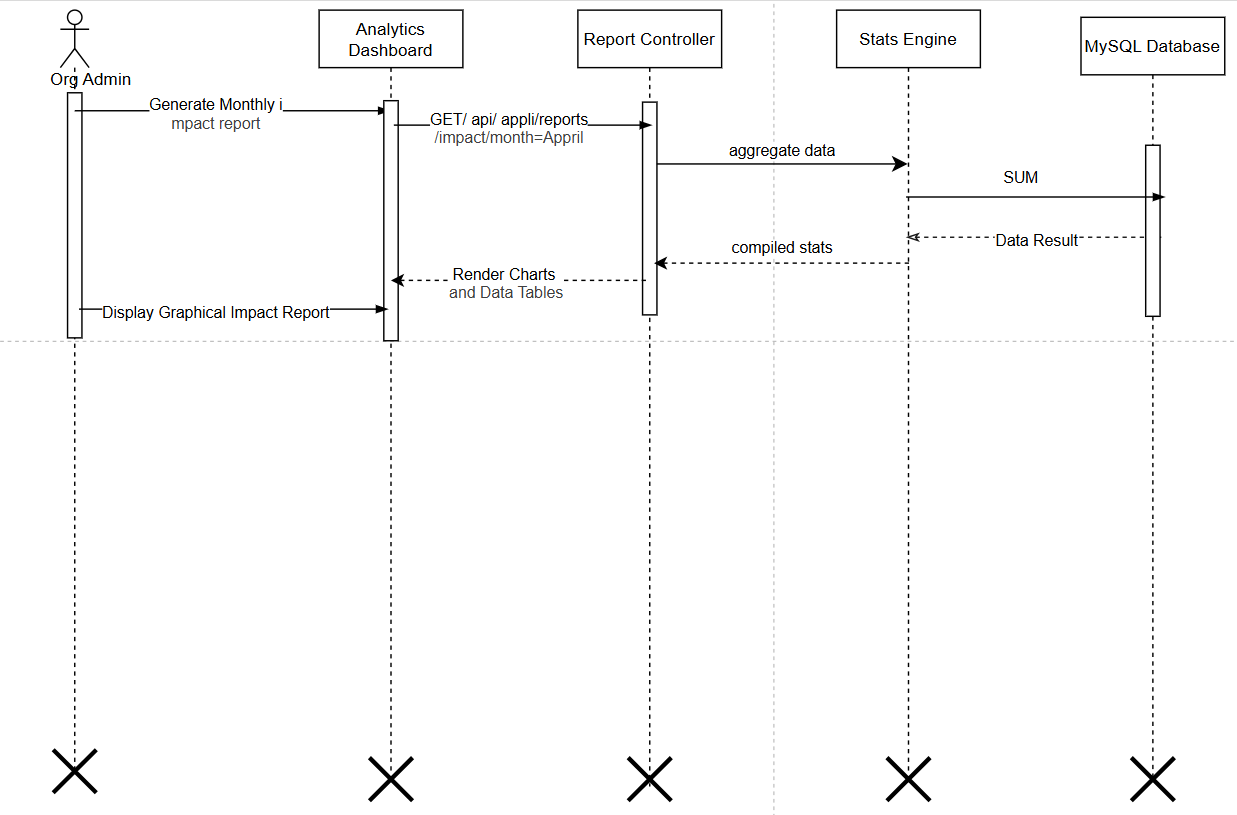 Org Admin
Analytics
Dashboard
Report Controller
Stats Engine
MySQL Database
Generate Monthly i
mpact report
GET/ api/ appli/reports
/impact/month=Appril
aggregate data
SUM
Data Result
compiled stats
Render Charts
and Data Tables
Display Graphical Impact Report